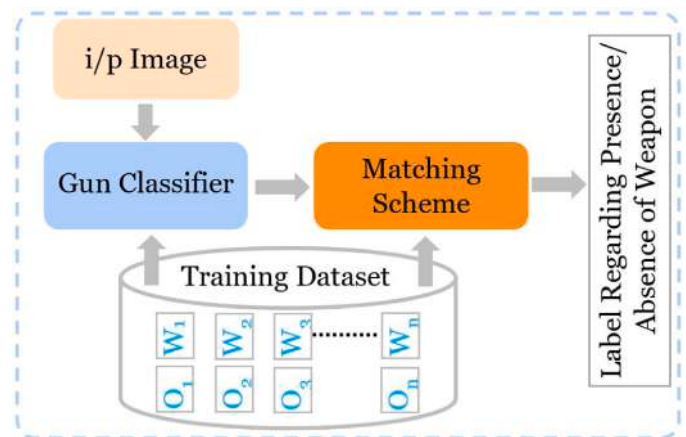 i/p Image
Gun Classifier
Matching
Scheme
Label Regarding Presence/
Absence of Weapon
Training Dataset
W₁ W₂ W₃ ........... Wₙ
O₁ O₂ O₃ Oₙ